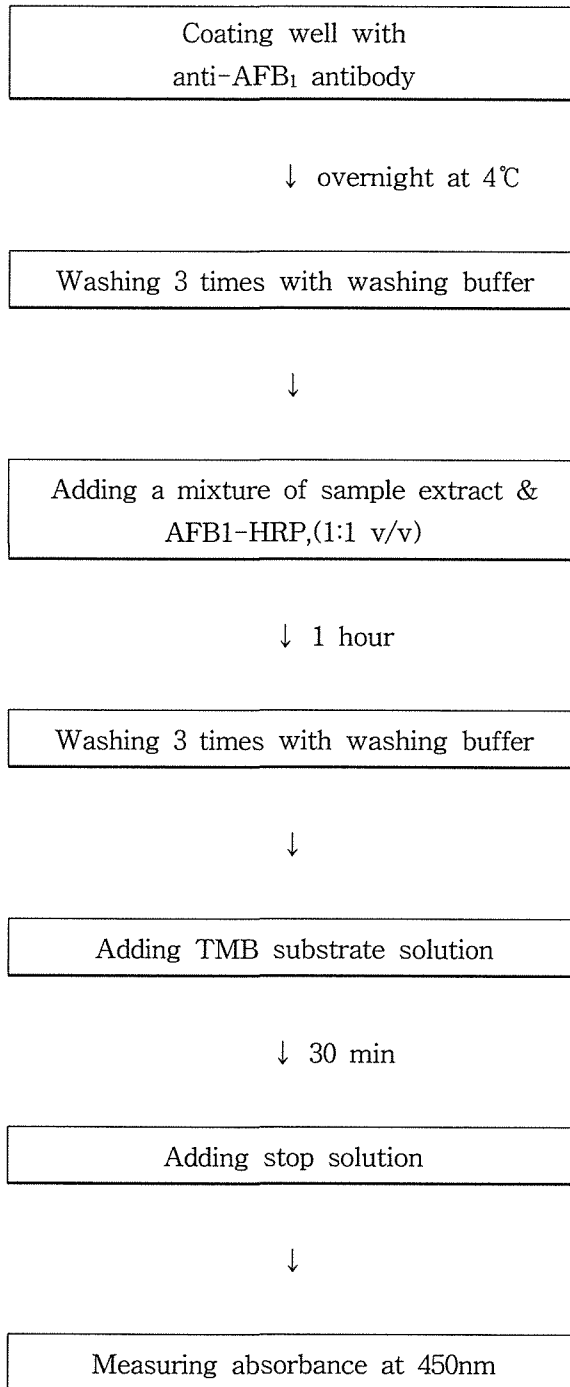 Coating well with
anti-AFB₁ antibody
↓ overnight at 4℃
Washing 3 times with washing buffer
↓
Adding a mixture of sample extract &
AFB1-HRP,(1:1 v/v)
↓ 1 hour
Washing 3 times with washing buffer
↓
Adding TMB substrate solution
↓ 30 min
Adding stop solution
↓
Measuring absorbance at 450nm